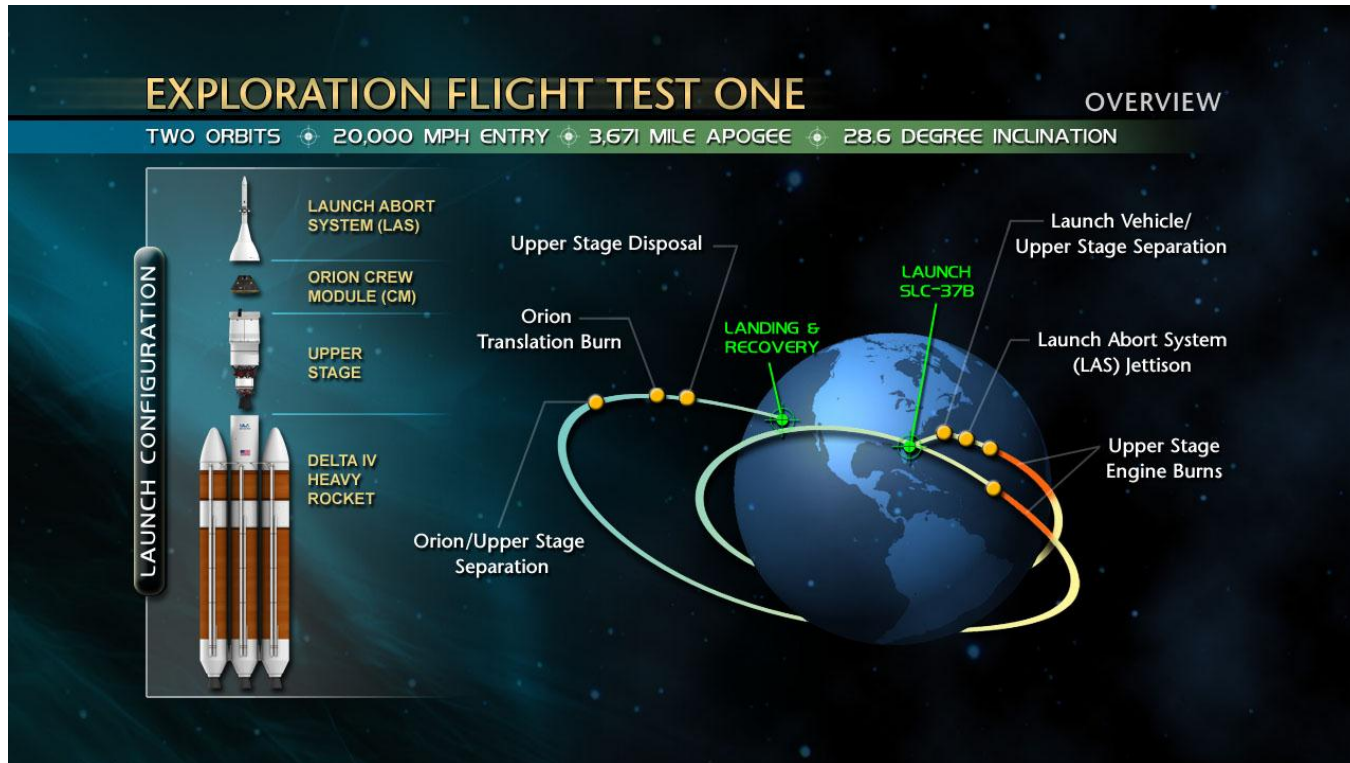 EXPLORATION FLIGHT TEST ONE
OVERVIEW
TWO ORBITS 20,000 MPH ENTRY 3,671 MILE APOGEE 28.6 DEGREE INCLINATION
LAUNCH CONFIGURATION
LAUNCH ABORT
SYSTEM (LAS)
ORION CREW
MODULE (CM)
UPPER
STAGE
DELTA IV
HEAVY
ROCKET
Upper Stage Disposal
Orion
Translation Burn
Orion/Upper Stage
Separation
LANDING &
RECOVERY
LAUNCH
SLC-37B
Launch Vehicle/
Upper Stage Separation
Launch Abort System
(LAS) Jettison
Upper Stage
Engine Burns